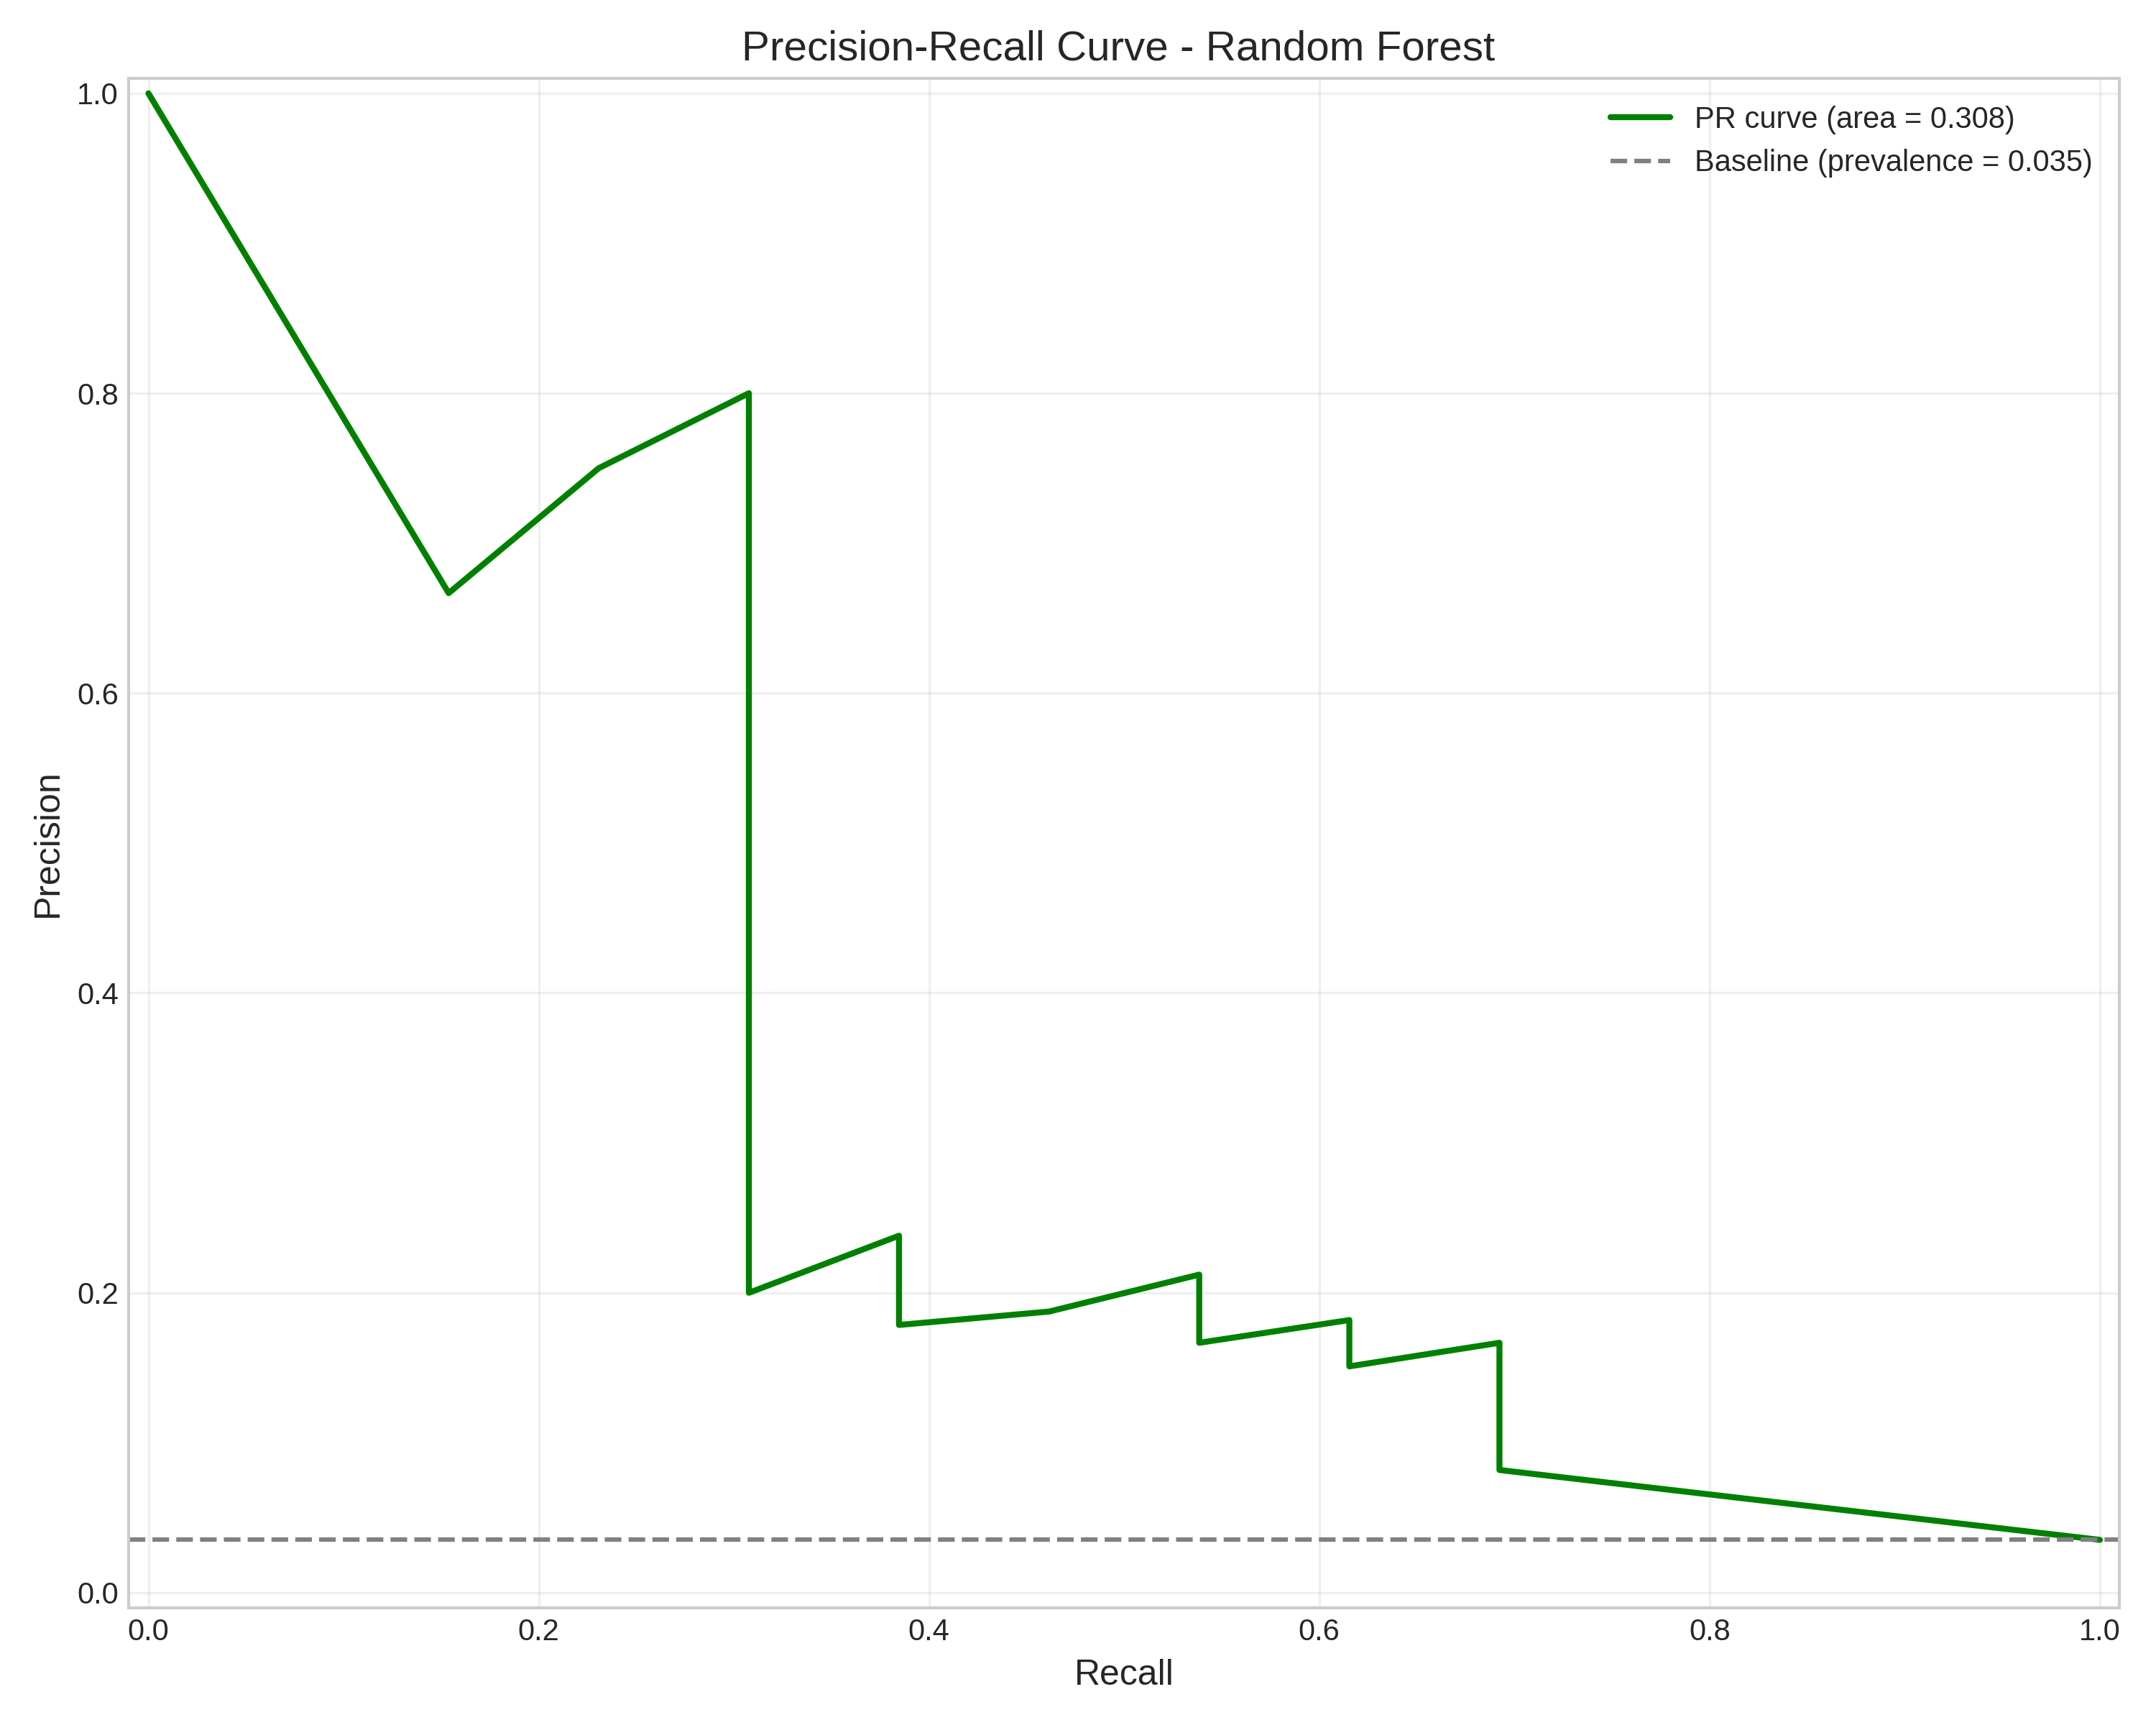 Precision-Recall Curve - Random Forest
PR curve (area = 0.308)
Baseline (prevalence = 0.035)
1.0
0.8
0.6
0.4
0.2
0.0
Precision
0.0 0.2 0.4 0.6 0.8 1.0
Recall